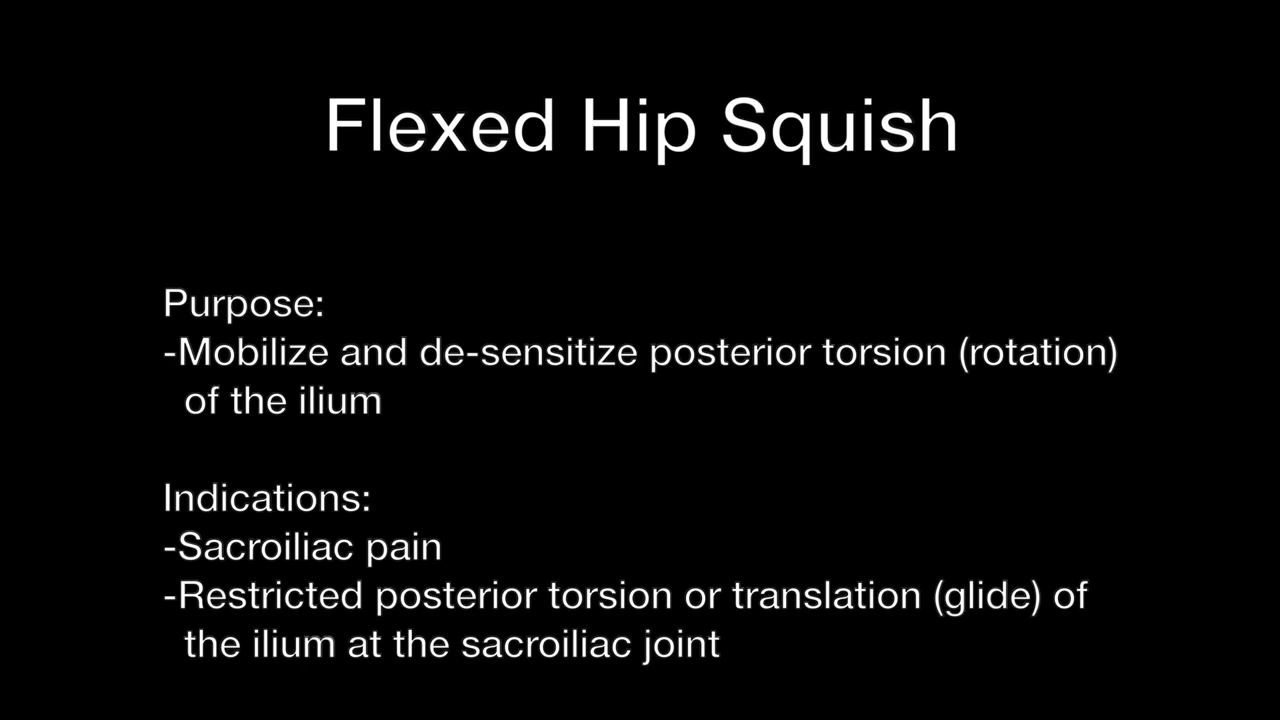 Flexed Hip Squish
Purpose:
-Mobilize and de-sensitize posterior torsion (rotation)
of the ilium
Indications:
-Sacroiliac pain
-Restricted posterior torsion or translation (glide) of
the ilium at the sacroiliac joint